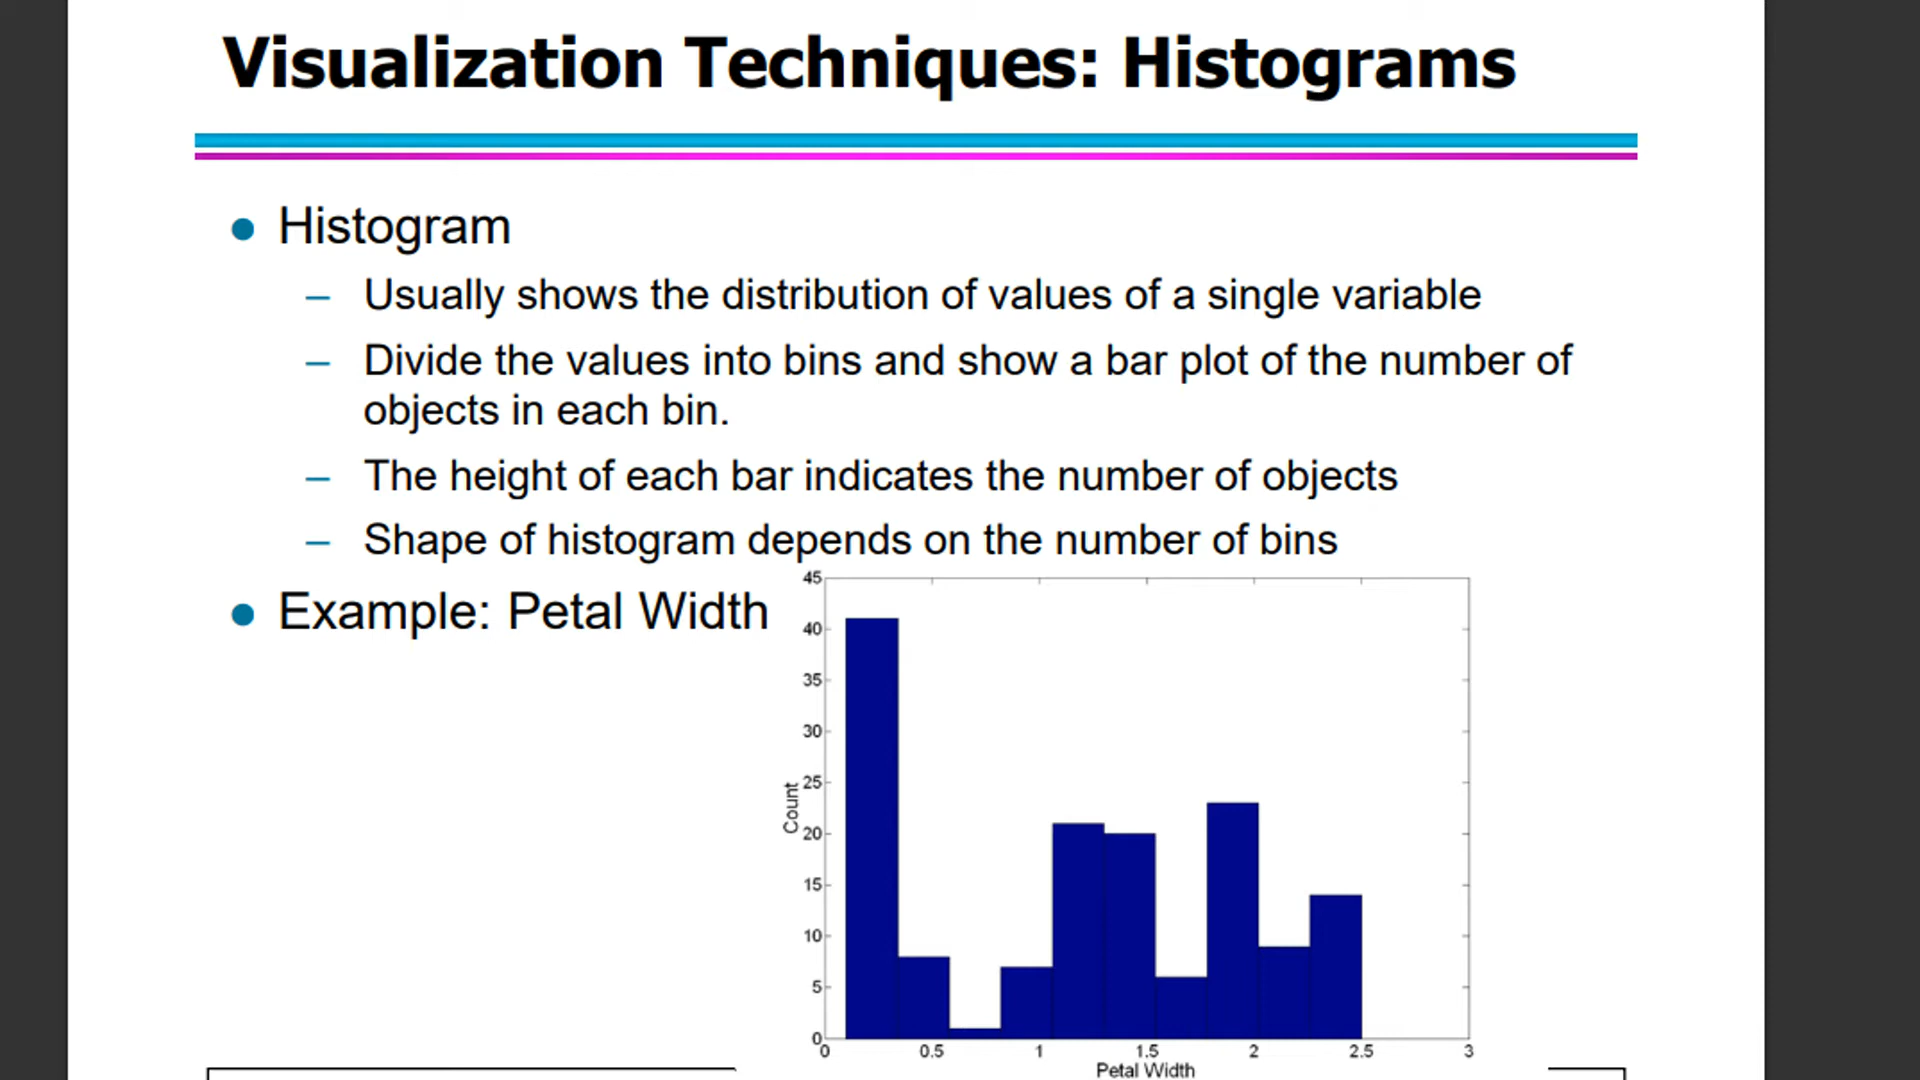 Visualization Techniques: Histograms
Histogram
– Usually shows the distribution of values of a single variable
– Divide the values into bins and show a bar plot of the number of
objects in each bin.
– The height of each bar indicates the number of objects
– Shape of histogram depends on the number of bins
Example: Petal Width
45
40
35
30
25
20
15
10
5
0
Count
0 0.5 1 1.5 2 2.5 3
Petal Width